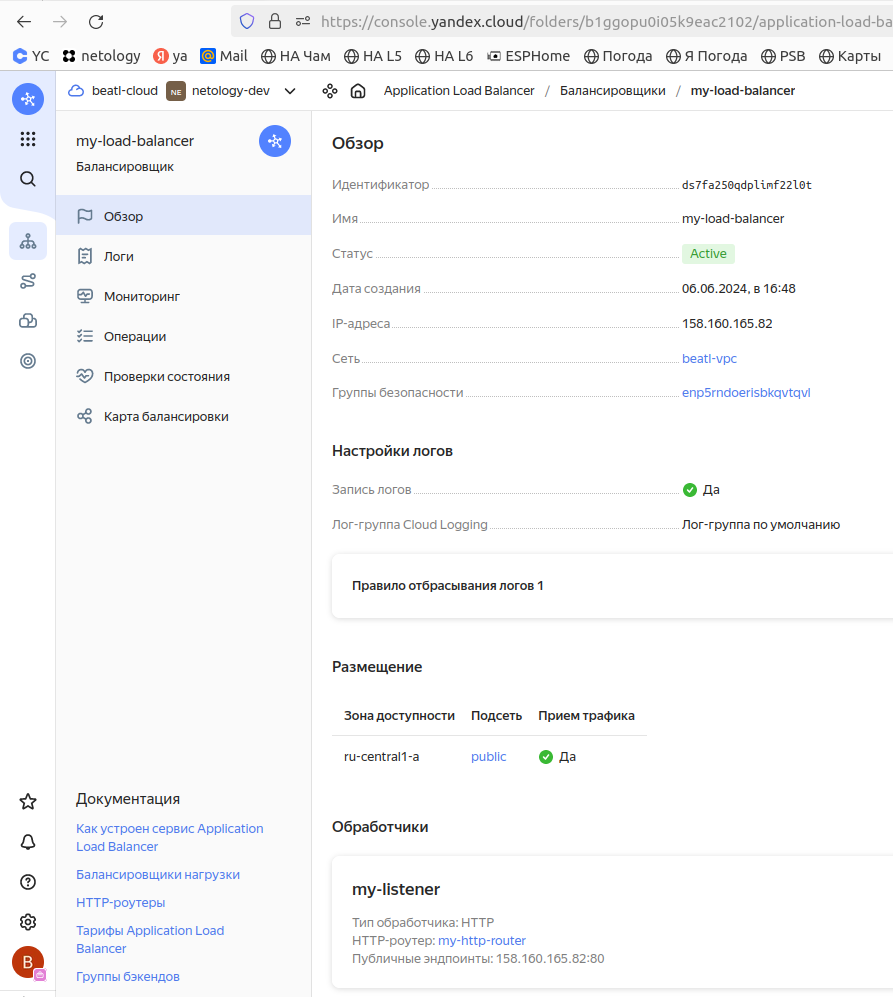 https://console.yandex.cloud/folders/b1ggopu0i05k9eac2102/application-load-ba
YC netology ya Mail НА Чам НА L5 НА L6 ESPHome Погода Я Погода PSB Карты
beatl-cloud NE netology-dev Application Load Balancer / Балансировщики / my-load-balancer
my-load-balancer
Балансировщик
Обзор
Логи
Мониторинг
Операции
Проверки состояния
Карта балансировки
Документация
Как устроен сервис Application
Load Balancer
Балансировщики нагрузки
HTTP-роутеры
Тарифы Application Load
Balancer
Группы бэкендов
B
Обзор
Идентификатор ds7fa250qdplimf22l0t
Имя my-load-balancer
Статус Active
Дата создания 06.06.2024, в 16:48
IP-адреса 158.160.165.82
Сеть beatl-vpc
Группы безопасности enp5rndoerisbkqvtqvl
Настройки логов
Запись логов Да
Лог-группа Cloud Logging Лог-группа по умолчанию
Правило отбрасывания логов 1
Размещение
Зона доступности Подсеть Прием трафика
ru-central1-a public Да
Обработчики
my-listener
Тип обработчика: HTTP
HTTP-роутер: my-http-router
Публичные эндпоинты: 158.160.165.82:80